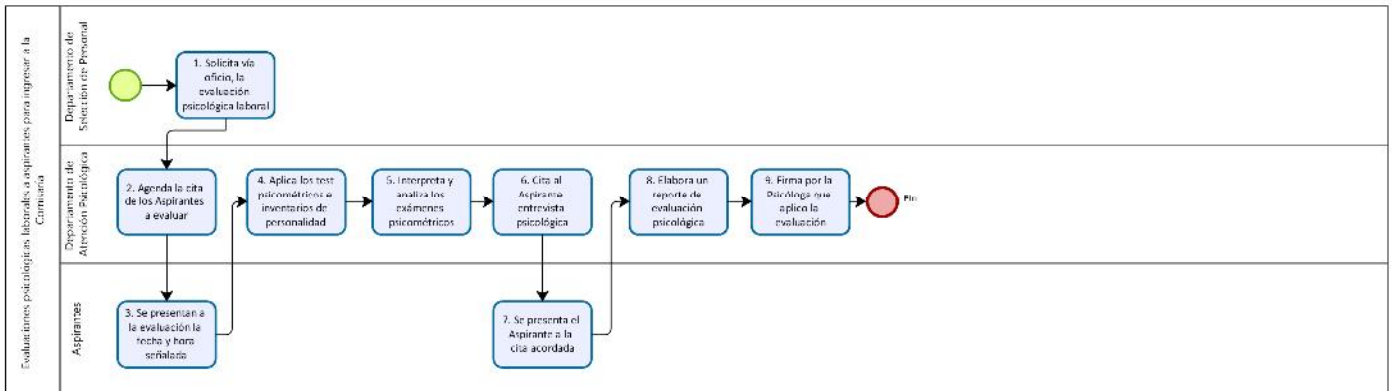 Evaluaciones psicológicas laborales a aspirantes para ingresar a la
Comisaría
Departamento de
Selección de Personal
1. Solicita vía
oficio, la
evaluación
psicológica laboral
Departamento de
Atención Psicológica
2. Agenda la cita
de los Aspirantes
a evaluar
4. Aplica los test
psicométricos e
inventarios de
personalidad
5. Interpreta y
analiza los
exámenes
psicométricos
6. Cita al
Aspirante
entrevista
psicológica
8. Elabora un
reporte de
evaluación
psicológica
9. Firma por la
Psicóloga que
aplico la
evaluación
Fin
Aspirantes
3. Se presentan a
la evaluación la
fecha y hora
señalada
7. Se presenta el
Aspirante a la
cita acordada